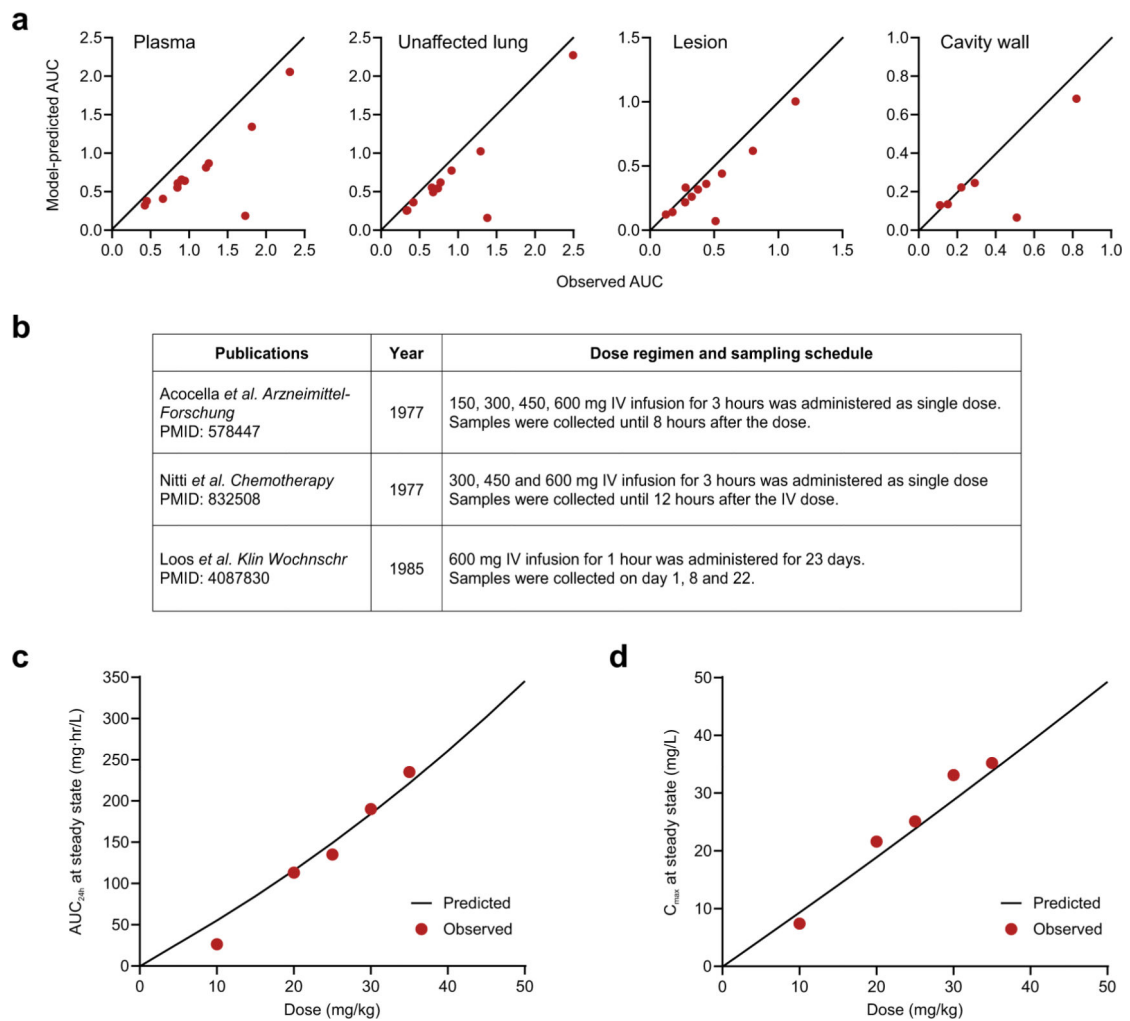 a
Plasma
Unaffected lung
Lesion
Cavity wall
Model-predicted AUC
2.5
2.0
1.5
1.0
0.5
0.0
0.0 0.5 1.0 1.5 2.0 2.5
2.5
2.0
1.5
1.0
0.5
0.0
0.0 0.5 1.0 1.5 2.0 2.5
1.5
1.0
0.5
0.0
0.0 0.5 1.0 1.5
1.0
0.8
0.6
0.4
0.2
0.0
0.0 0.2 0.4 0.6 0.8 1.0
Observed AUC
b
Publications Year Dose regimen and sampling schedule
Acocella et al. Arzneimittel-
Forschung
PMID: 578447
1977
150, 300, 450, 600 mg IV infusion for 3 hours was administered as single dose.
Samples were collected until 8 hours after the dose.
Nitti et al. Chemotherapy
PMID: 832508
1977
300, 450 and 600 mg IV infusion for 3 hours was administered as single dose
Samples were collected until 12 hours after the IV dose.
Loos et al. Klin Wochnschr
PMID: 4087830
1985
600 mg IV infusion for 1 hour was administered for 23 days.
Samples were collected on day 1, 8 and 22.
c
AUC24h at steady state (mg·hr/L)
350
300
250
200
150
100
50
0
0 10 20 30 40 50
Predicted
Observed
Dose (mg/kg)
d
Cmax at steady state (mg/L)
50
40
30
20
10
0
0 10 20 30 40 50
Predicted
Observed
Dose (mg/kg)